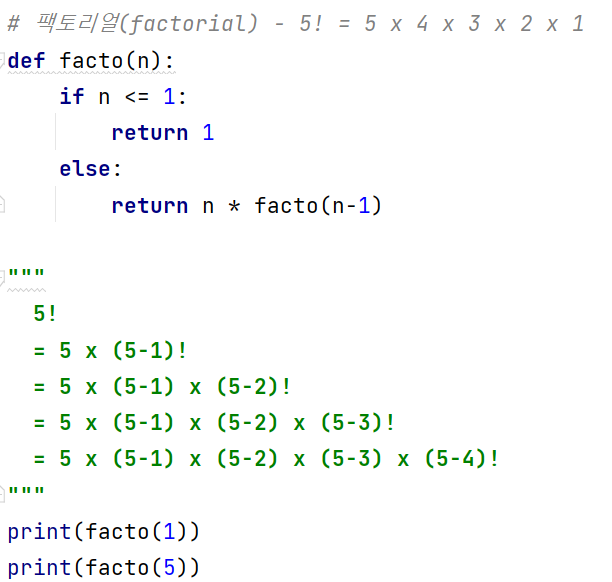 # 팩토리얼(factorial) - 5! = 5 x 4 x 3 x 2 x 1
def facto(n):
    if n <= 1:
        return 1
    else:
        return n * facto(n-1)

"""
  5!
  = 5 x (5-1)!
  = 5 x (5-1) x (5-2)!
  = 5 x (5-1) x (5-2) x (5-3)!
  = 5 x (5-1) x (5-2) x (5-3) x (5-4)!
"""
print(facto(1))
print(facto(5))